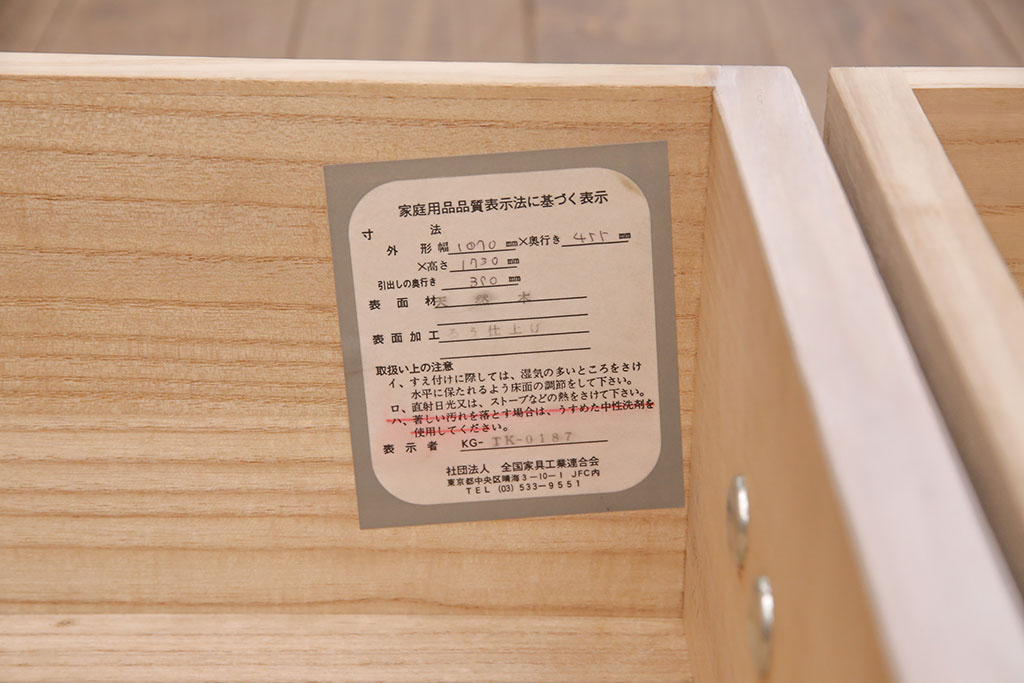 家庭用品品質表示法に基づく表示
寸法
外形幅 1070 mm×奥行き 455 mm
×高さ 1730 mm
引出しの奥行き 390 mm
表面材 天然木
表面加工 ろう仕上げ
取扱い上の注意
イ、すえ付けに際しては、湿気の多いところをさけ
水平に保たれるよう床面の調節をして下さい。
ロ、直射日光又は、ストーブなどの熱をさけて下さい。
ハ、著しい汚れを落とす場合は、うすめた中性洗剤を
使用してください。
表示者 KG-TK-0187
社団法人 全国家具工業連合会
東京都中央区晴海3-10-1 JFC内
TEL (03) 533-9551